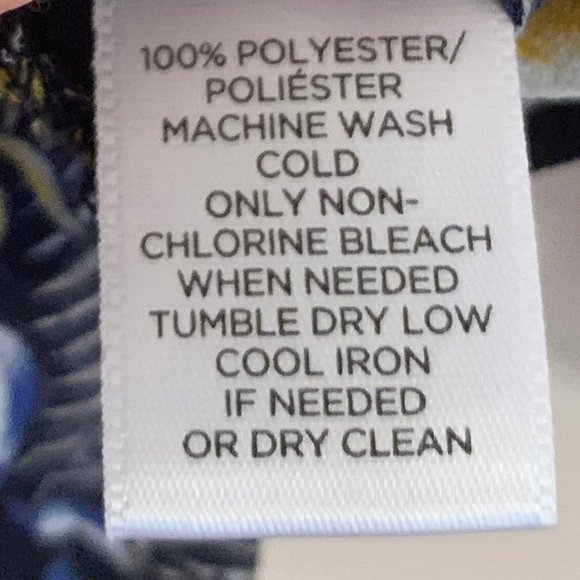 100% POLYESTER/
POLIÉSTER
MACHINE WASH
COLD
ONLY NON-
CHLORINE BLEACH
WHEN NEEDED
TUMBLE DRY LOW
COOL IRON
IF NEEDED
OR DRY CLEAN